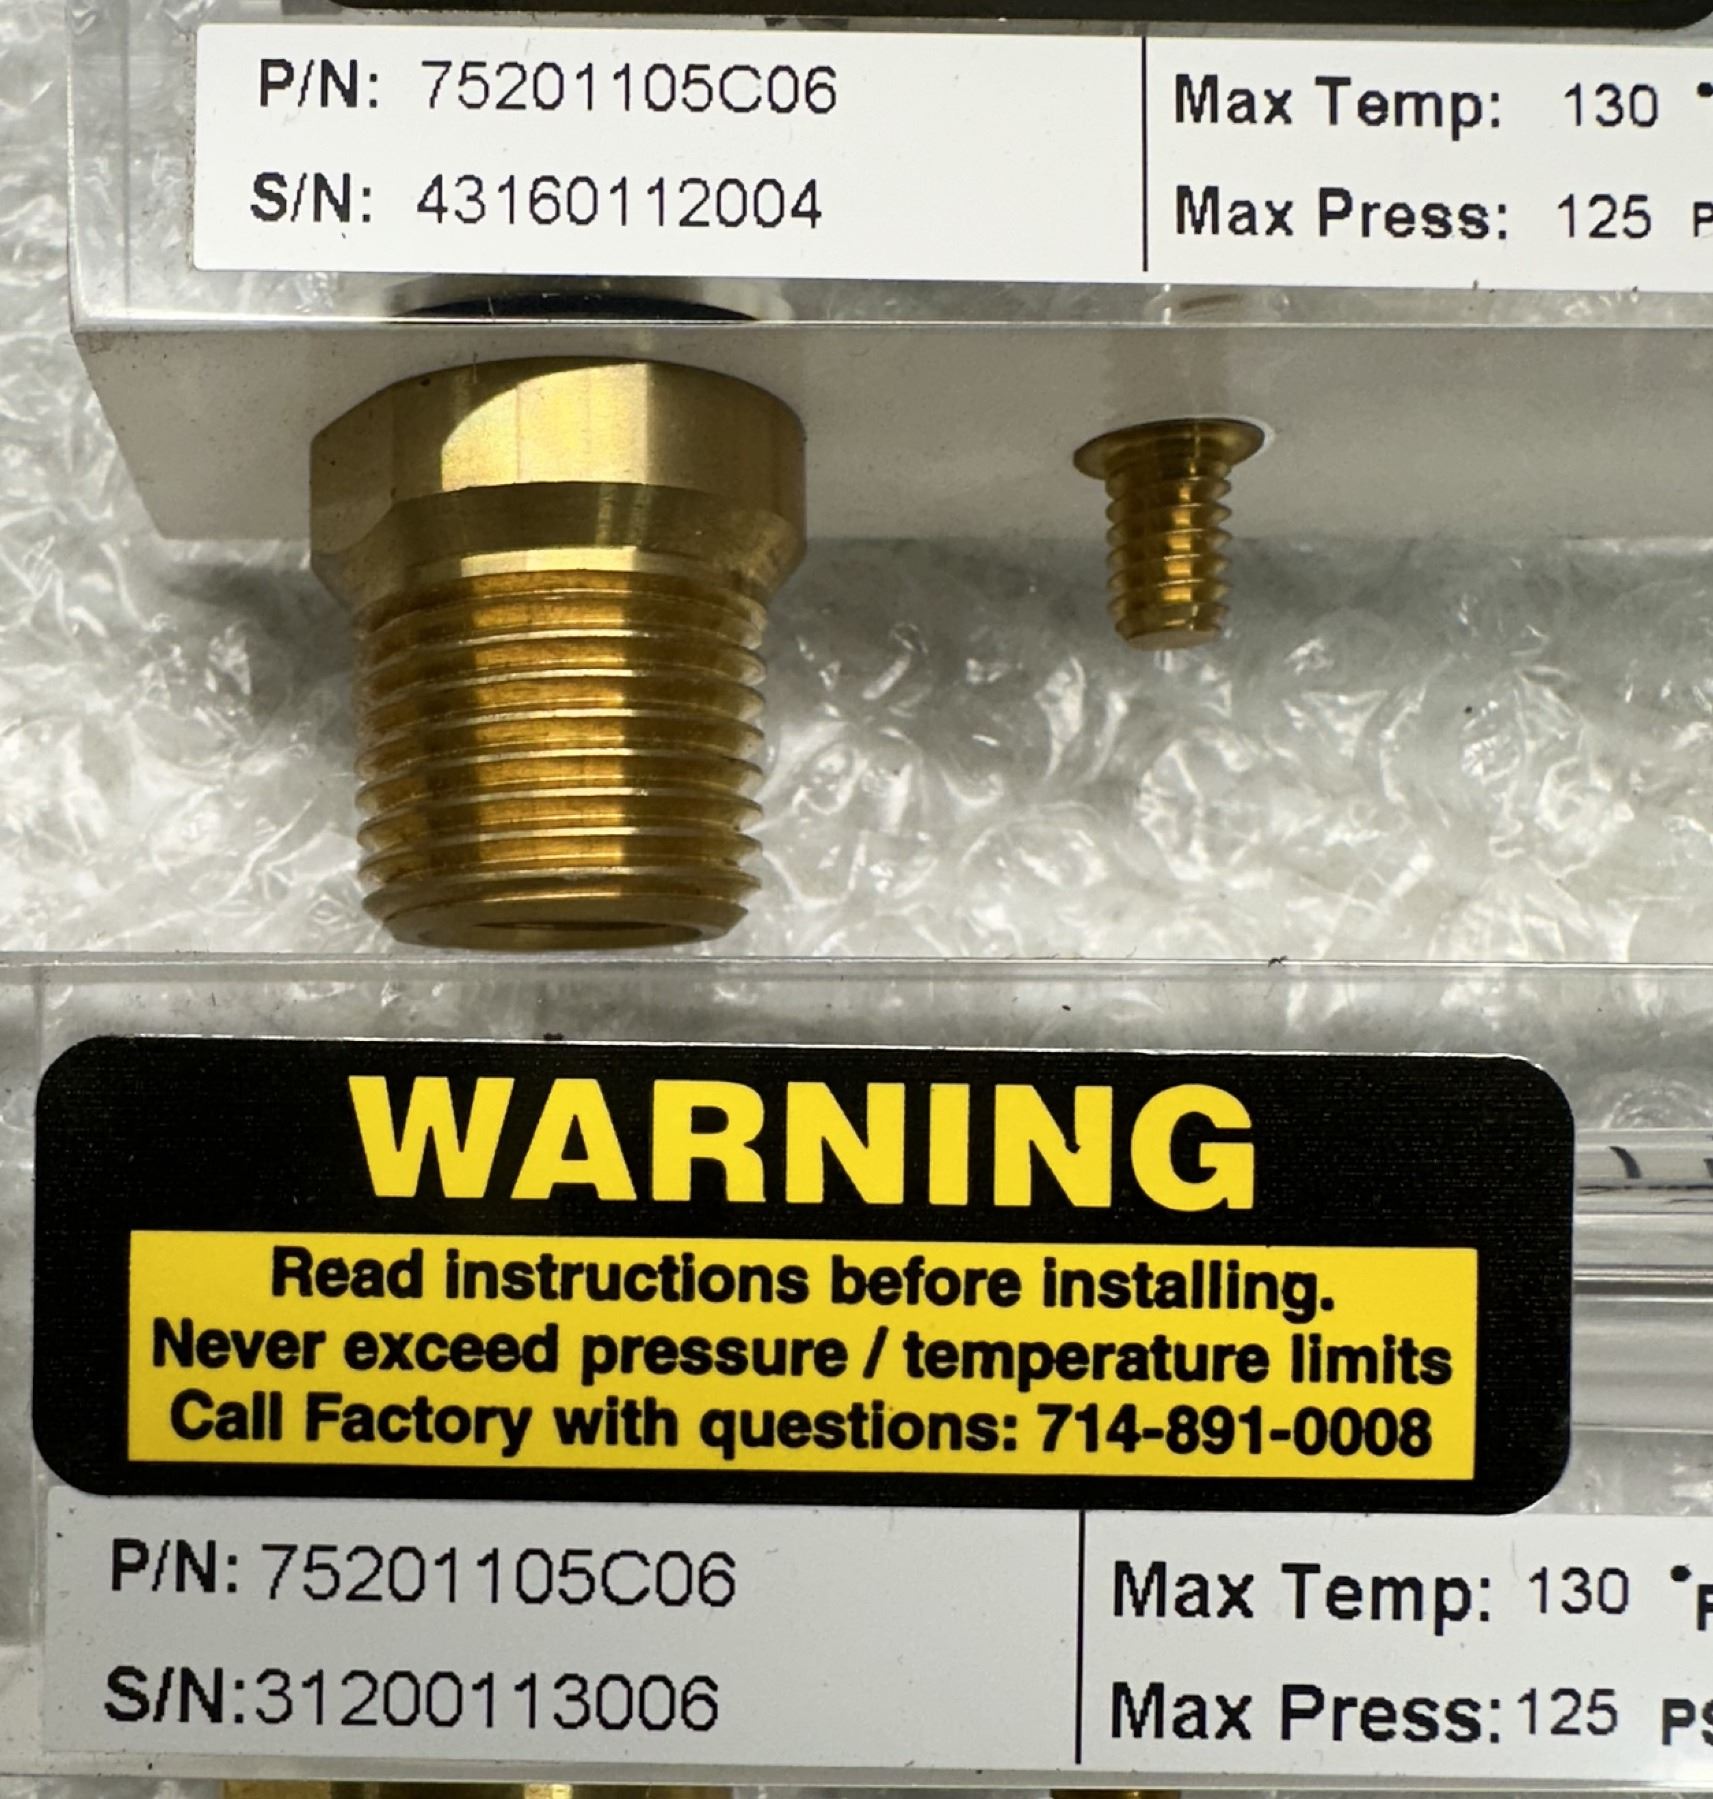 P/N: 75201105C06
S/N: 43160112004
Max Temp: 130 °
Max Press: 125 P
WARNING
Read instructions before installing.
Never exceed pressure / temperature limits
Call Factory with questions: 714-891-0008
P/N: 75201105C06
S/N:31200113006
Max Temp: 130 °F
Max Press: 125 PS